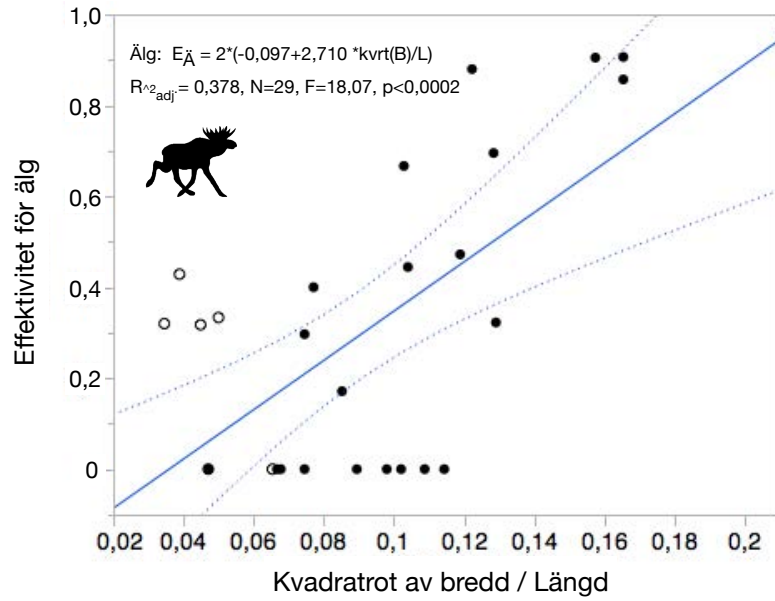 1,0
Älg: EÄ = 2*(-0,097+2,710 *kvrt(B)/L)
R^2adj= 0,378, N=29, F=18,07, p<0,0002
0,8
0,6
0,4
0,2
0
Effektivitet för älg
0,02 0,04 0,06 0,08 0,1 0,12 0,14 0,16 0,18 0,2
Kvadratrot av bredd / Längd